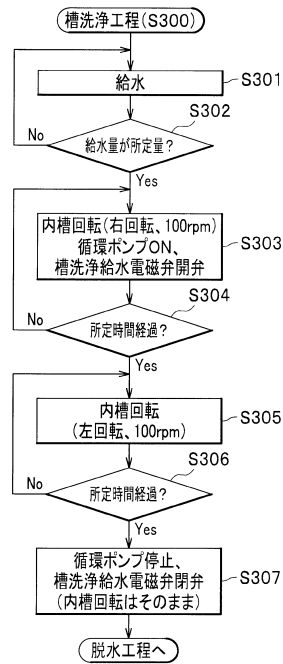 槽洗浄工程(S300)
給水
S301
S302
給水量が所定量?
No
Yes
内槽回転(右回転、100rpm)
循環ポンプON、
槽洗浄給水電磁弁開弁
S303
S304
所定時間経過?
No
Yes
内槽回転
(左回転、100rpm)
S305
S306
所定時間経過?
No
Yes
循環ポンプ停止、
槽洗浄給水電磁弁閉弁
(内槽回転はそのまま)
S307
脱水工程へ